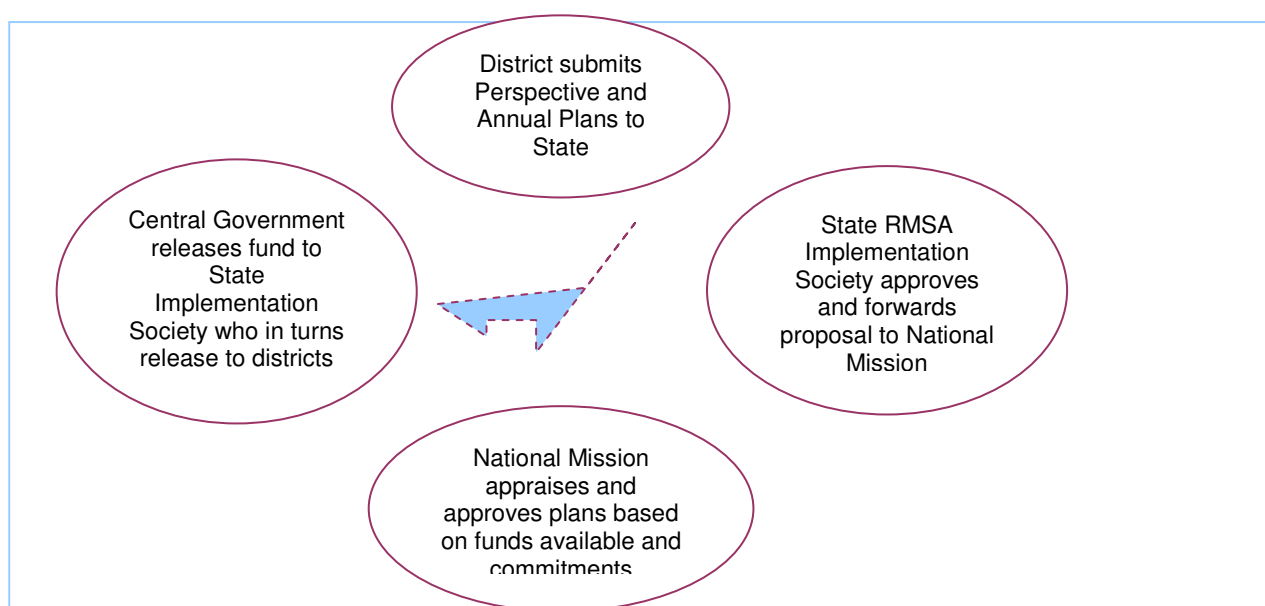 District submits
Perspective and
Annual Plans to
State
Central Government
releases fund to
State
Implementation
Society who in turns
release to districts
State RMSA
Implementation
Society approves
and forwards
proposal to National
Mission
National Mission
appraises and
approves plans based
on funds available and
commitments